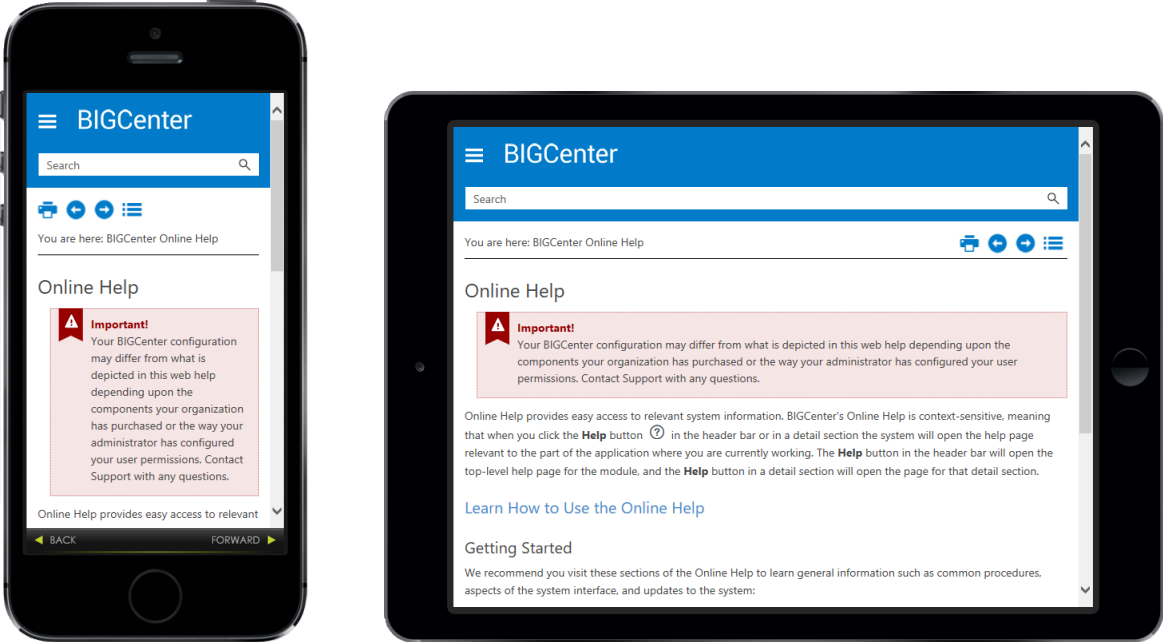 BIGCenter
Search
You are here: BIGCenter Online Help
Online Help
Important!
Your BIGCenter configuration
may differ from what is
depicted in this web help
depending upon the
components your organization
has purchased or the way your
administrator has configured
your user permissions. Contact
Support with any questions.
Online Help provides easy access to relevant
BACK FORWARD
BIGCenter
Search
You are here: BIGCenter Online Help
Online Help
Important!
Your BIGCenter configuration may differ from what is depicted in this web help depending upon the
components your organization has purchased or the way your administrator has configured your user
permissions. Contact Support with any questions.
Online Help provides easy access to relevant system information. BIGCenter's Online Help is context-sensitive, meaning
that when you click the Help button ? in the header bar or in a detail section the system will open the help page
relevant to the part of the application where you are currently working. The Help button in the header bar will open the
top-level help page for the module, and the Help button in a detail section will open the page for that detail section.
Learn How to Use the Online Help
Getting Started
We recommend you visit these sections of the Online Help to learn general information such as common procedures,
aspects of the system interface, and updates to the system: